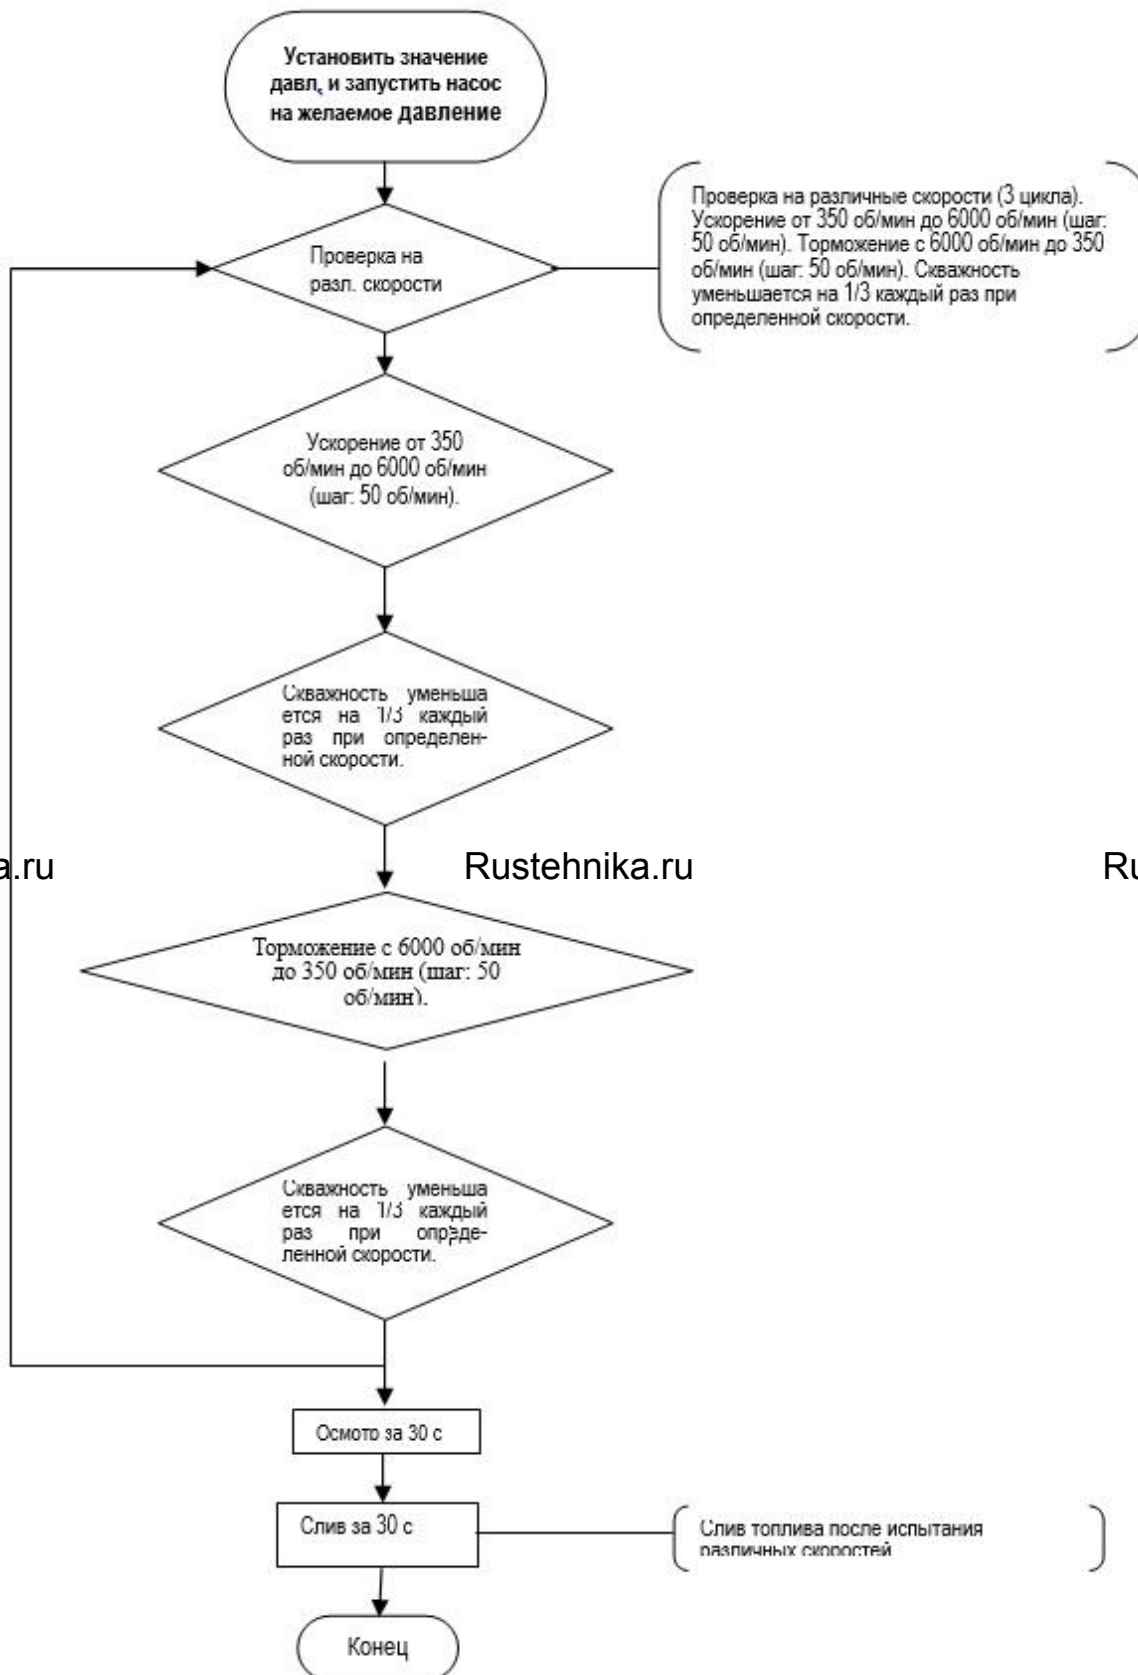 Установить значение
давл, и запустить насос
на желаемое давление
Проверка на
разл. скорости
Проверка на различные скорости (3 цикла).
Ускорение от 350 об/мин до 6000 об/мин (шаг:
50 об/мин). Торможение с 6000 об/мин до 350
об/мин (шаг: 50 об/мин). Скважность
уменьшается на 1/3 каждый раз при
определенной скорости.
Ускорение от 350
об/мин до 6000 об/мин
(шаг: 50 об/мин).
Скважность уменьша
ется на 1/3 каждый
раз при определен-
ной скорости.
a.ru
Rustehnika.ru
Ru
Торможение с 6000 об/мин
до 350 об/мин (шаг: 50
об/мин).
Скважность уменьша
ется на 1/3 каждый
раз при опреде-
ленной скорости.
Осмотр за 30 с
Слив за 30 с
Слив топлива после испытания
различных скоростей
Конец